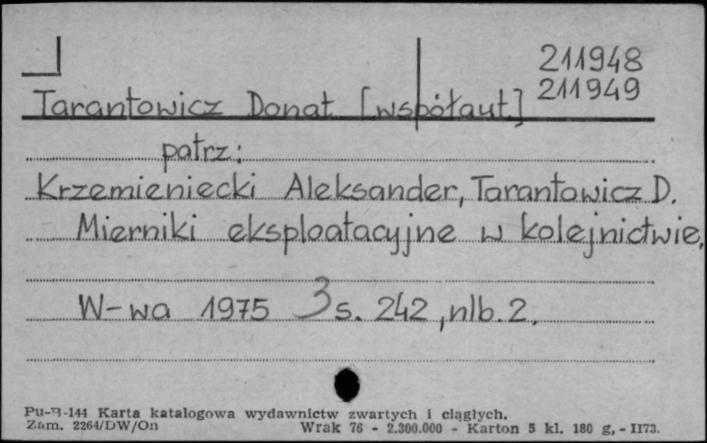 211948
211949
Tarantowicz Donat [współaut.]
patrz:
Krzemieniecki Aleksander, Tarantowicz D.
Mierniki eksploatacyjne w kolejnictwie.
W-wa 1975 3 s. 242, nlb. 2.
Pu-B-144 Karta katalogowa wydawnictw zwartych i ciągłych.
Zam. 2264/DW/On Wrak 76 - 2.300.000 - Karton 5 kl. 180 g. - II73.